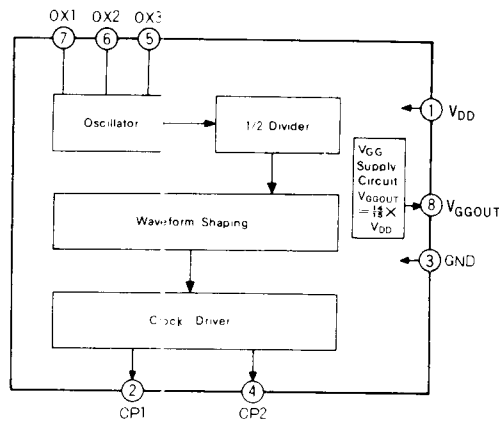 OX1 OX2 OX3
7 6 5
Oscillator
1/2 Divider
1
VDD
VGG
Supply
Circuit
VGGOUT
=14/15×
VDD
8
VGGOUT
Waveform Shaping
3
GND
Clock Driver
2 4
CP1 CP2